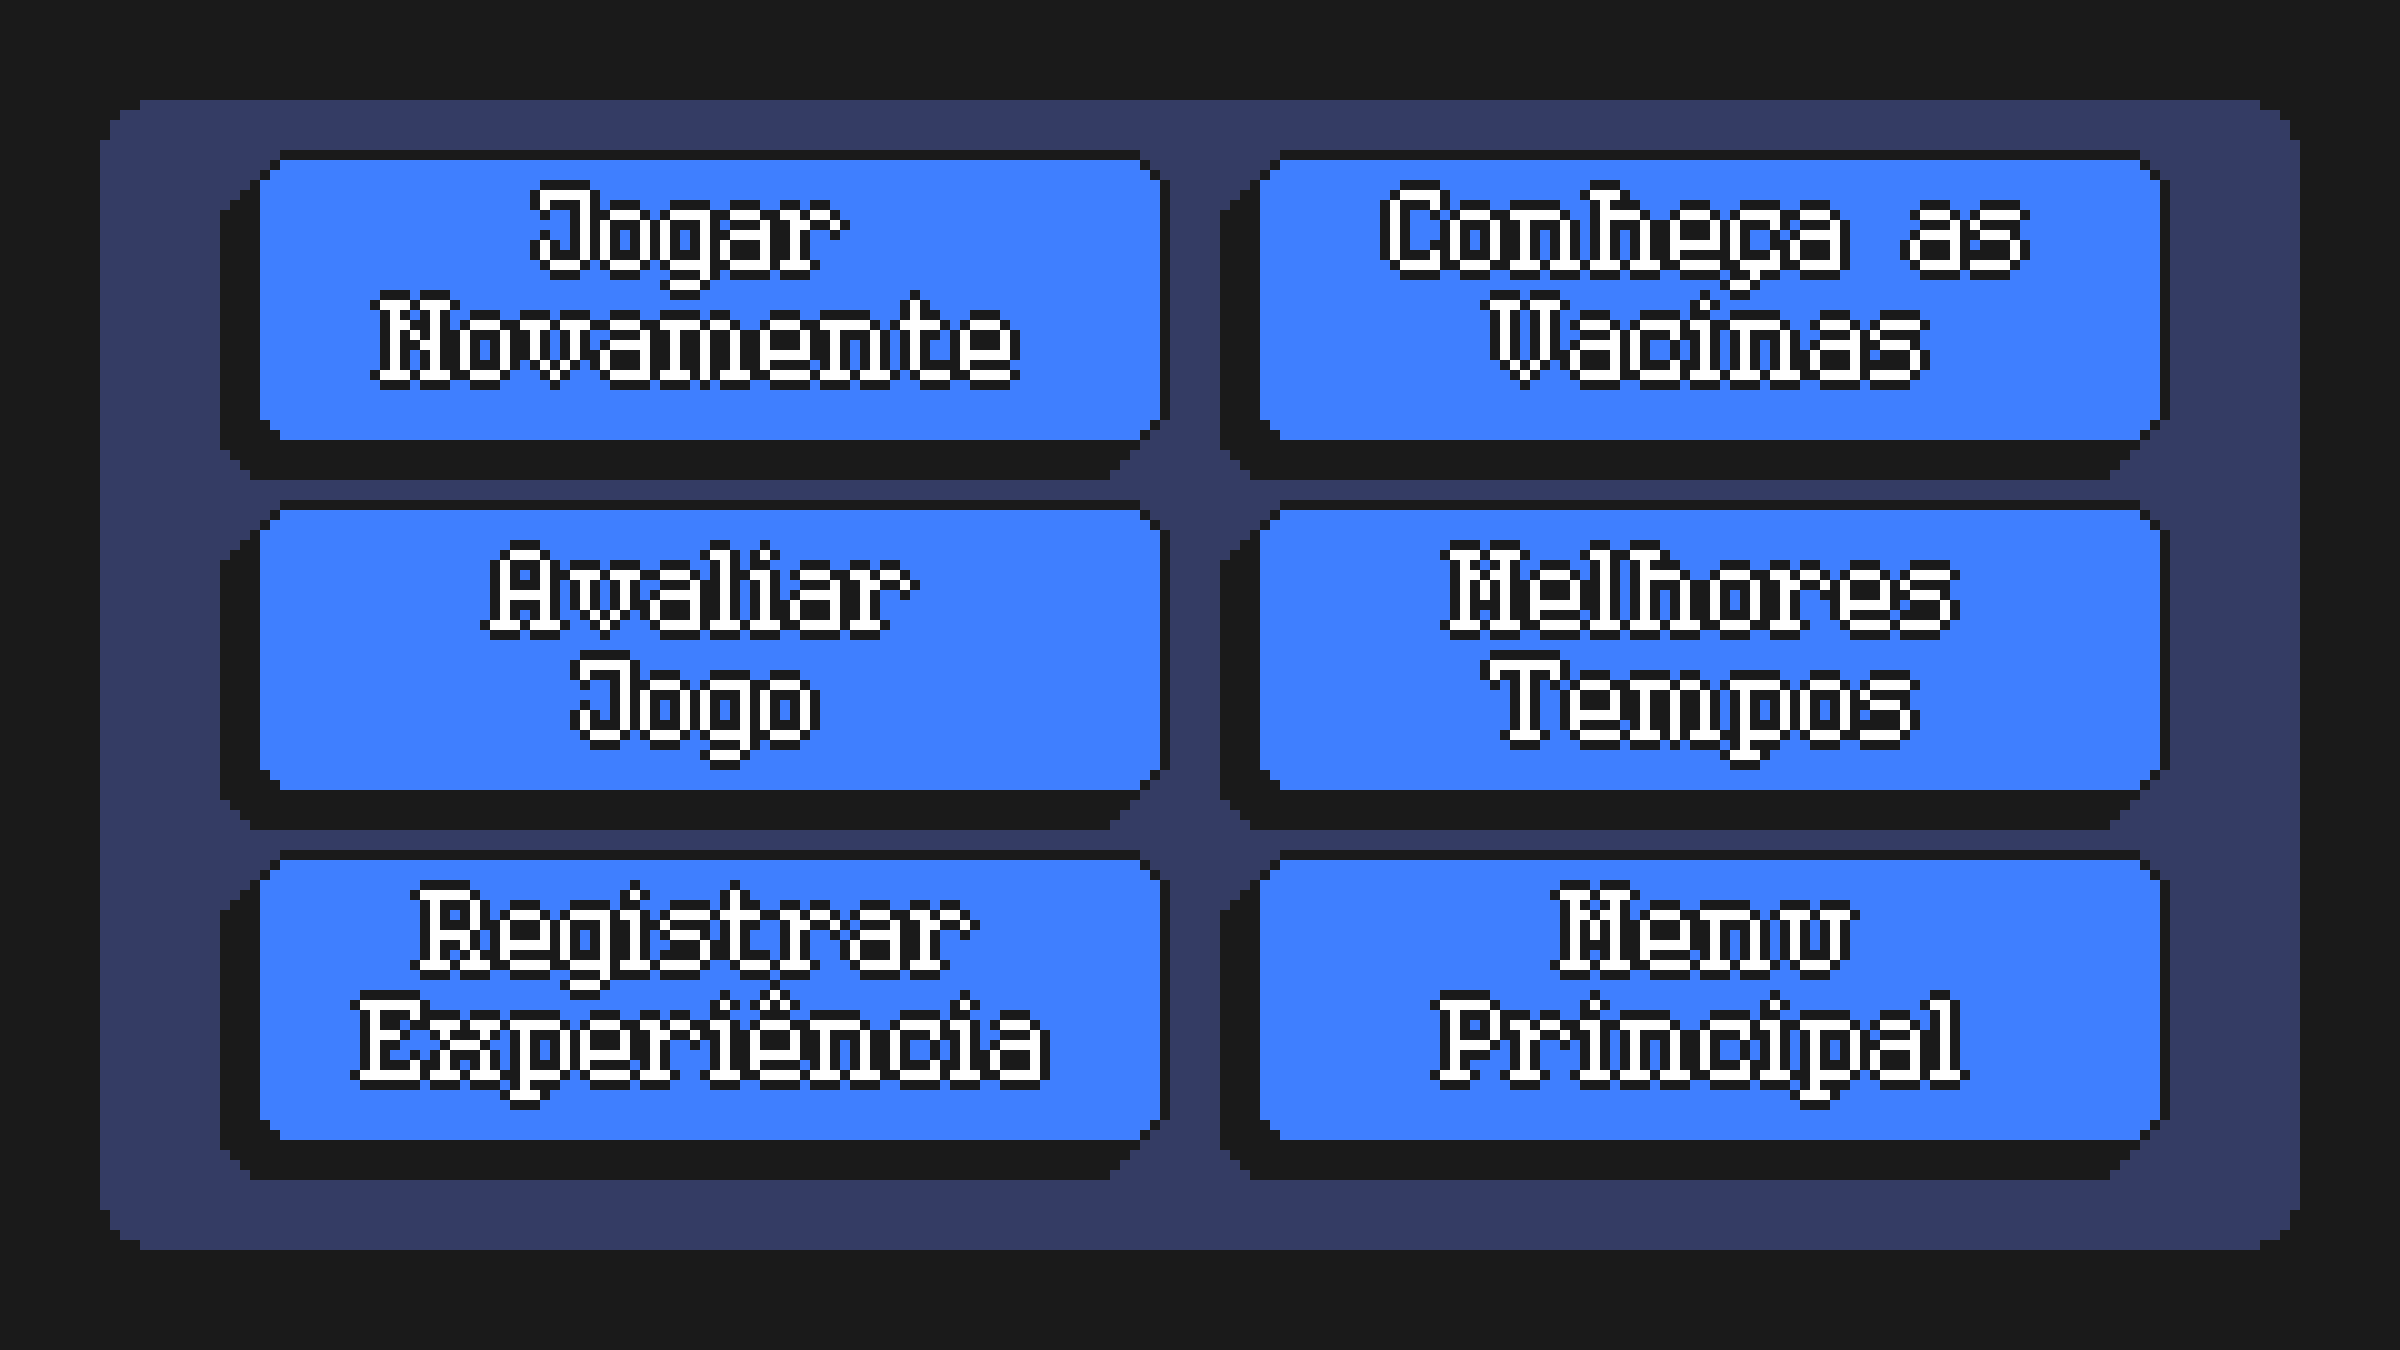 Jogar
Novamente
Conheça as
Vacinas
Avaliar
Jogo
Melhores
Tempos
Registrar
Experiência
Menu
Principal